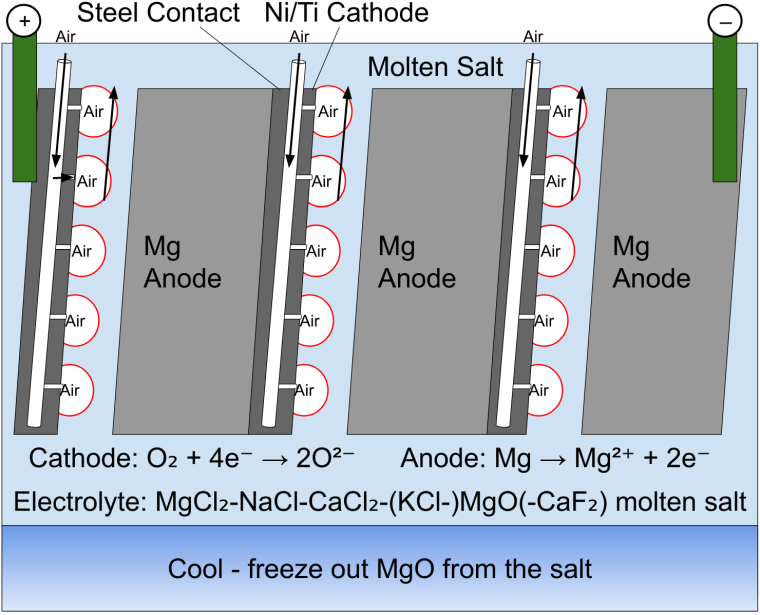 Steel Contact
Ni/Ti Cathode
+
Air
Air
Air
−
Molten Salt
Air
Air
Air
Air
Air
Air
Mg
Anode
Mg
Anode
Mg
Anode
Air
Air
Air
Air
Air
Air
Air
Air
Air
Cathode: O₂ + 4e⁻ → 2O²⁻
Anode: Mg → Mg²⁺ + 2e⁻
Electrolyte: MgCl₂-NaCl-CaCl₂-(KCl-)MgO(-CaF₂) molten salt
Cool - freeze out MgO from the salt